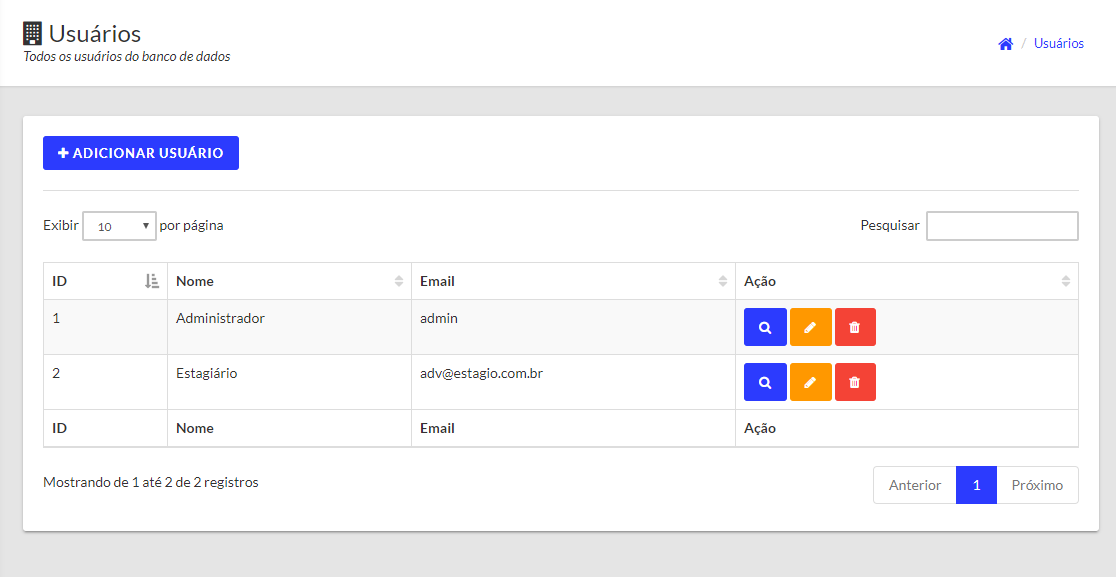 Usuários
Todos os usuários do banco de dados
/ Usuários
ADICIONAR USUÁRIO
Exibir 10 por página Pesquisar
ID Nome Email Ação
1 Administrador admin
2 Estagiário adv@estagio.com.br
ID Nome Email Ação
Mostrando de 1 até 2 de 2 registros Anterior 1 Próximo